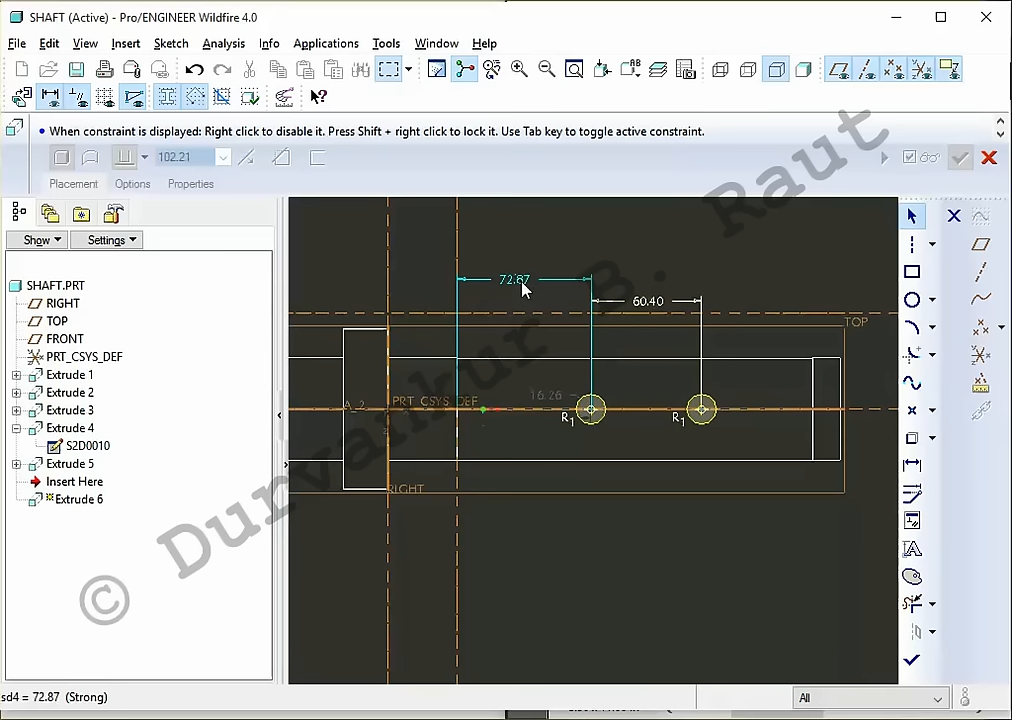 SHAFT (Active) - Pro/ENGINEER Wildfire 4.0
File Edit View Insert Sketch Analysis Info Applications Tools Window Help
• When constraint is displayed: Right click to disable it. Press Shift + right click to lock it. Use Tab key to toggle active constraint.
102.21
Placement Options Properties
Show Settings
SHAFT.PRT
RIGHT
TOP
FRONT
PRT_CSYS_DEF
Extrude 1
Extrude 2
Extrude 3
Extrude 4
S2D0010
Extrude 5
Insert Here
Extrude 6
72.87
60.40
TOP
16.26
PRT_CSYS_DEF
A_2
R1
R1
RIGHT
© Durvankur B. Raut
sd4 = 72.87 (Strong)
All